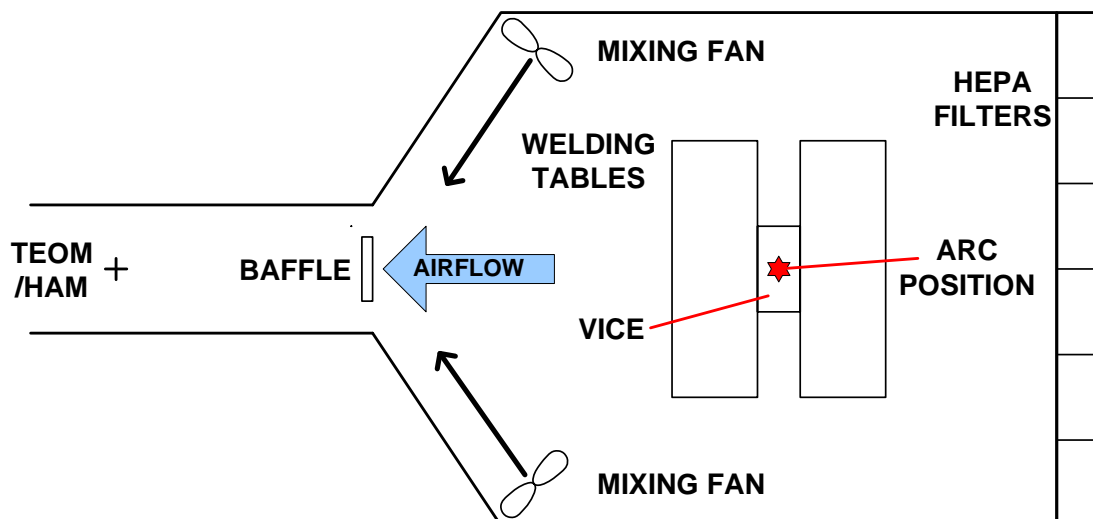 MIXING FAN
HEPA
FILTERS
WELDING
TABLES
TEOM
/HAM
BAFFLE
AIRFLOW
ARC
POSITION
VICE
MIXING FAN